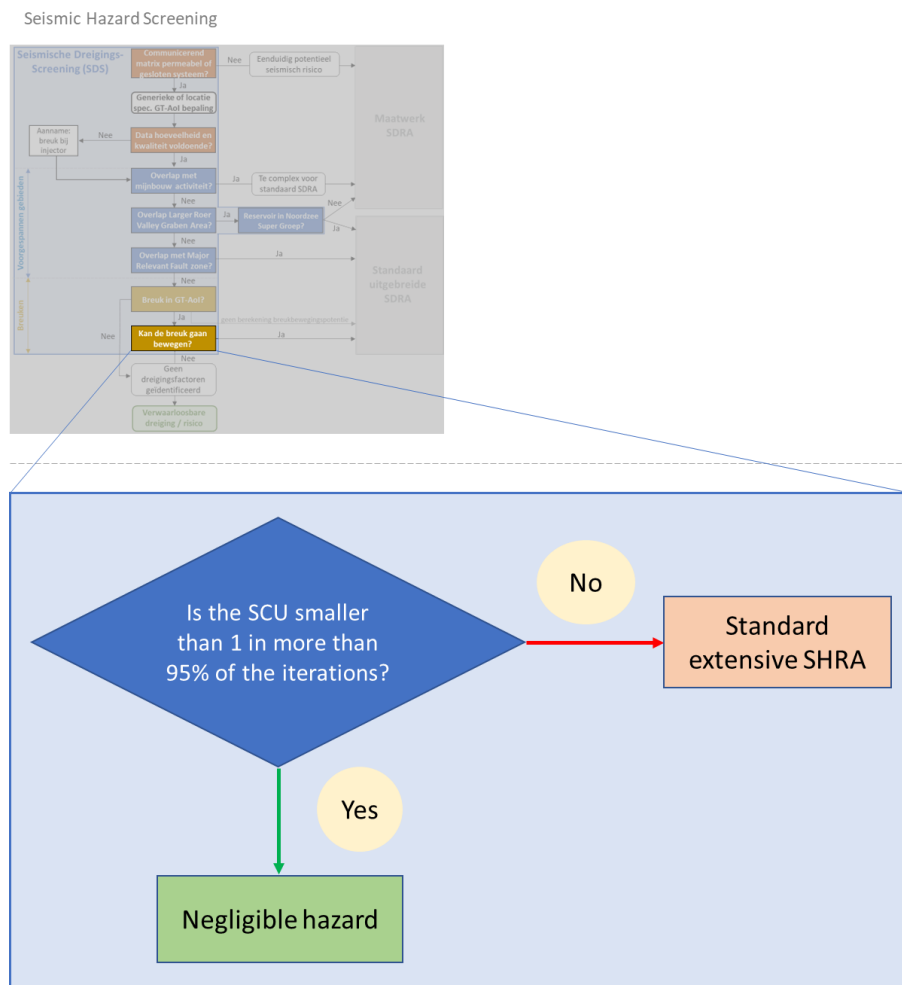 Seismic Hazard Screening
Seismische Dreigings-
Screening (SDS)
Communicerend
matrix permeabel of
gesloten systeem?
Nee
Eenduidig potentieel
seismisch risico
Ja
Generieke of locatie
spec. GT-AoI bepaling
Maatwerk
SDRA
Aanname:
breuk bij
injector
Nee
Data hoeveelheid en
kwaliteit voldoende?
Ja
Overlap met
mijnbouw activiteit?
Ja
Te complex voor
standaard SDRA
Nee
Nee
Overlap Larger Roer
Valley Graben Area?
Ja
Reservoir in Noordzee
Super Groep?
Ja
Nee
Voorgespannen gebieden
Overlap met Major
Relevant Fault zone?
Ja
Standaard
uitgebreide
SDRA
Nee
Breuken
Breuk in GT-AoI?
Ja
geen berekening breukbewegingspotentie
Nee
Kan de breuk gaan
bewegen?
Ja
Nee
Geen
dreigingsfactoren
geïdentificeerd
Verwaarloosbare
dreiging / risico
Is the SCU smaller
than 1 in more than
95% of the iterations?
No
Standard
extensive SHRA
Yes
Negligible hazard